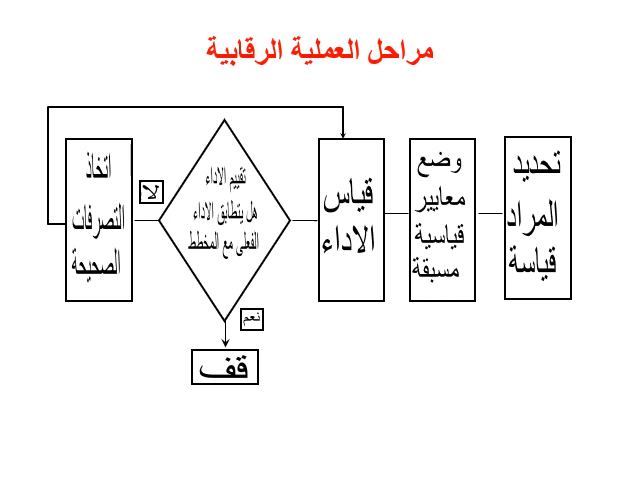 مراحل العملية الرقابية
تحديد
المراد
قياسة
وضع
معايير
قياسية
مسبقة
قياس
الاداء
تقييم الاداء
هل يتطابق الاداء
الفعلى مع المخطط
لا
اتخاذ
التصرفات
الصحيحة
نعم
قف